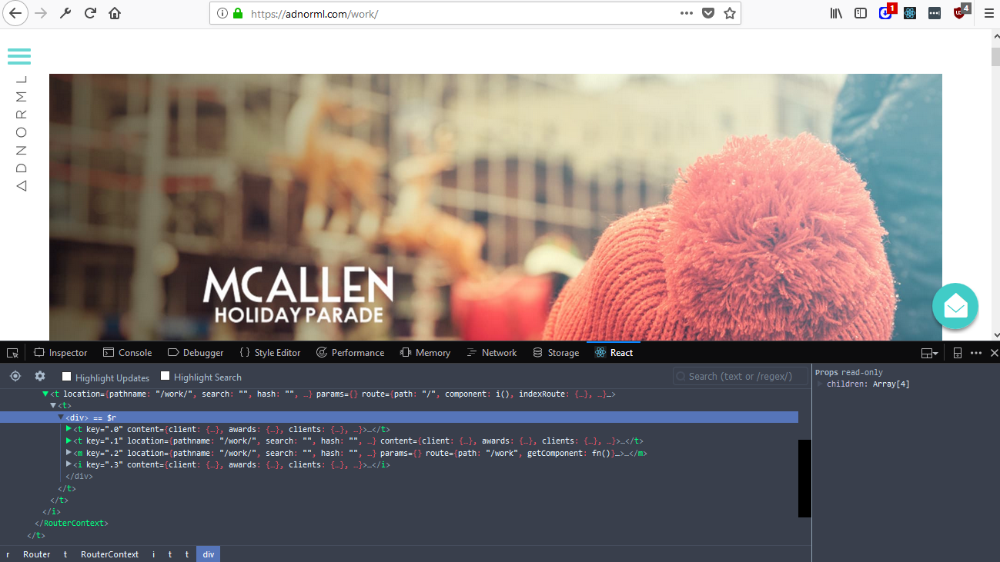 https://adnorml.com/work/
1
4
ADNORML
MCALLEN
HOLIDAY PARADE
Inspector Console Debugger { } Style Editor Performance Memory Network Storage React
Highlight Updates Highlight Search Search (text or /regex/)
Props read-only
children: Array[4]
<t location={pathname: "/work/", search: "", hash: "", …} params={} route={path: "/", component: i(), indexRoute: {…}, …}…>
<t>
<div> == $r
<t key=".0" content={client: {…}, awards: {…}, clients: {…}, …}>…</t>
<t key=".1" location={pathname: "/work/", search: "", hash: "", …} content={client: {…}, awards: {…}, clients: {…}, …}>…</t>
<m key=".2" location={pathname: "/work/", search: "", hash: "", …} params={} route={path: "/work", getComponent: fn()}…>…</m>
<i key=".3" content={client: {…}, awards: {…}, clients: {…}, …}>…</i>
</div>
</t>
</t>
</i>
</RouterContext>
</t>
r Router t RouterContext i t t div